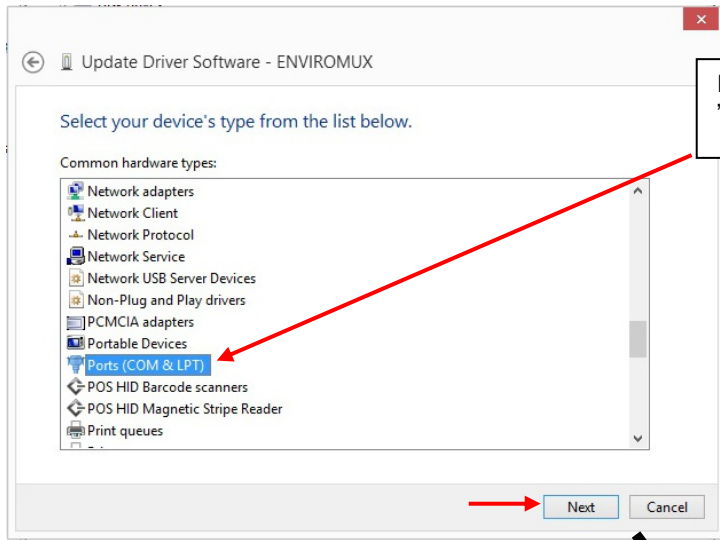 Update Driver Software - ENVIROMUX
Select your device's type from the list below.
Common hardware types:
Network adapters
Network Client
Network Protocol
Network Service
Network USB Server Devices
Non-Plug and Play drivers
PCMCIA adapters
Portable Devices
Ports (COM & LPT)
POS HID Barcode scanners
POS HID Magnetic Stripe Reader
Print queues
Next Cancel